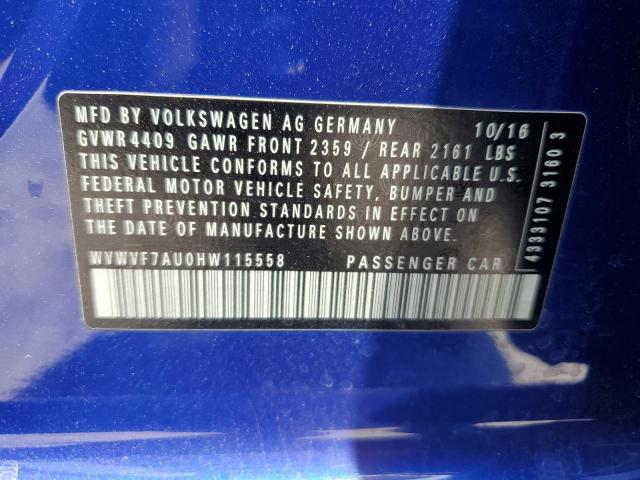 MFD BY VOLKSWAGEN AG GERMANY 10/16
GVWR 4409 GAWR FRONT 2359 / REAR 2161 LBS
THIS VEHICLE CONFORMS TO ALL APPLICABLE U.S.
FEDERAL MOTOR VEHICLE SAFETY, BUMPER AND
THEFT PREVENTION STANDARDS IN EFFECT ON
THE DATE OF MANUFACTURE SHOWN ABOVE.
WVWVF7AU0HW115558 PASSENGER CAR
4333107 3160 3